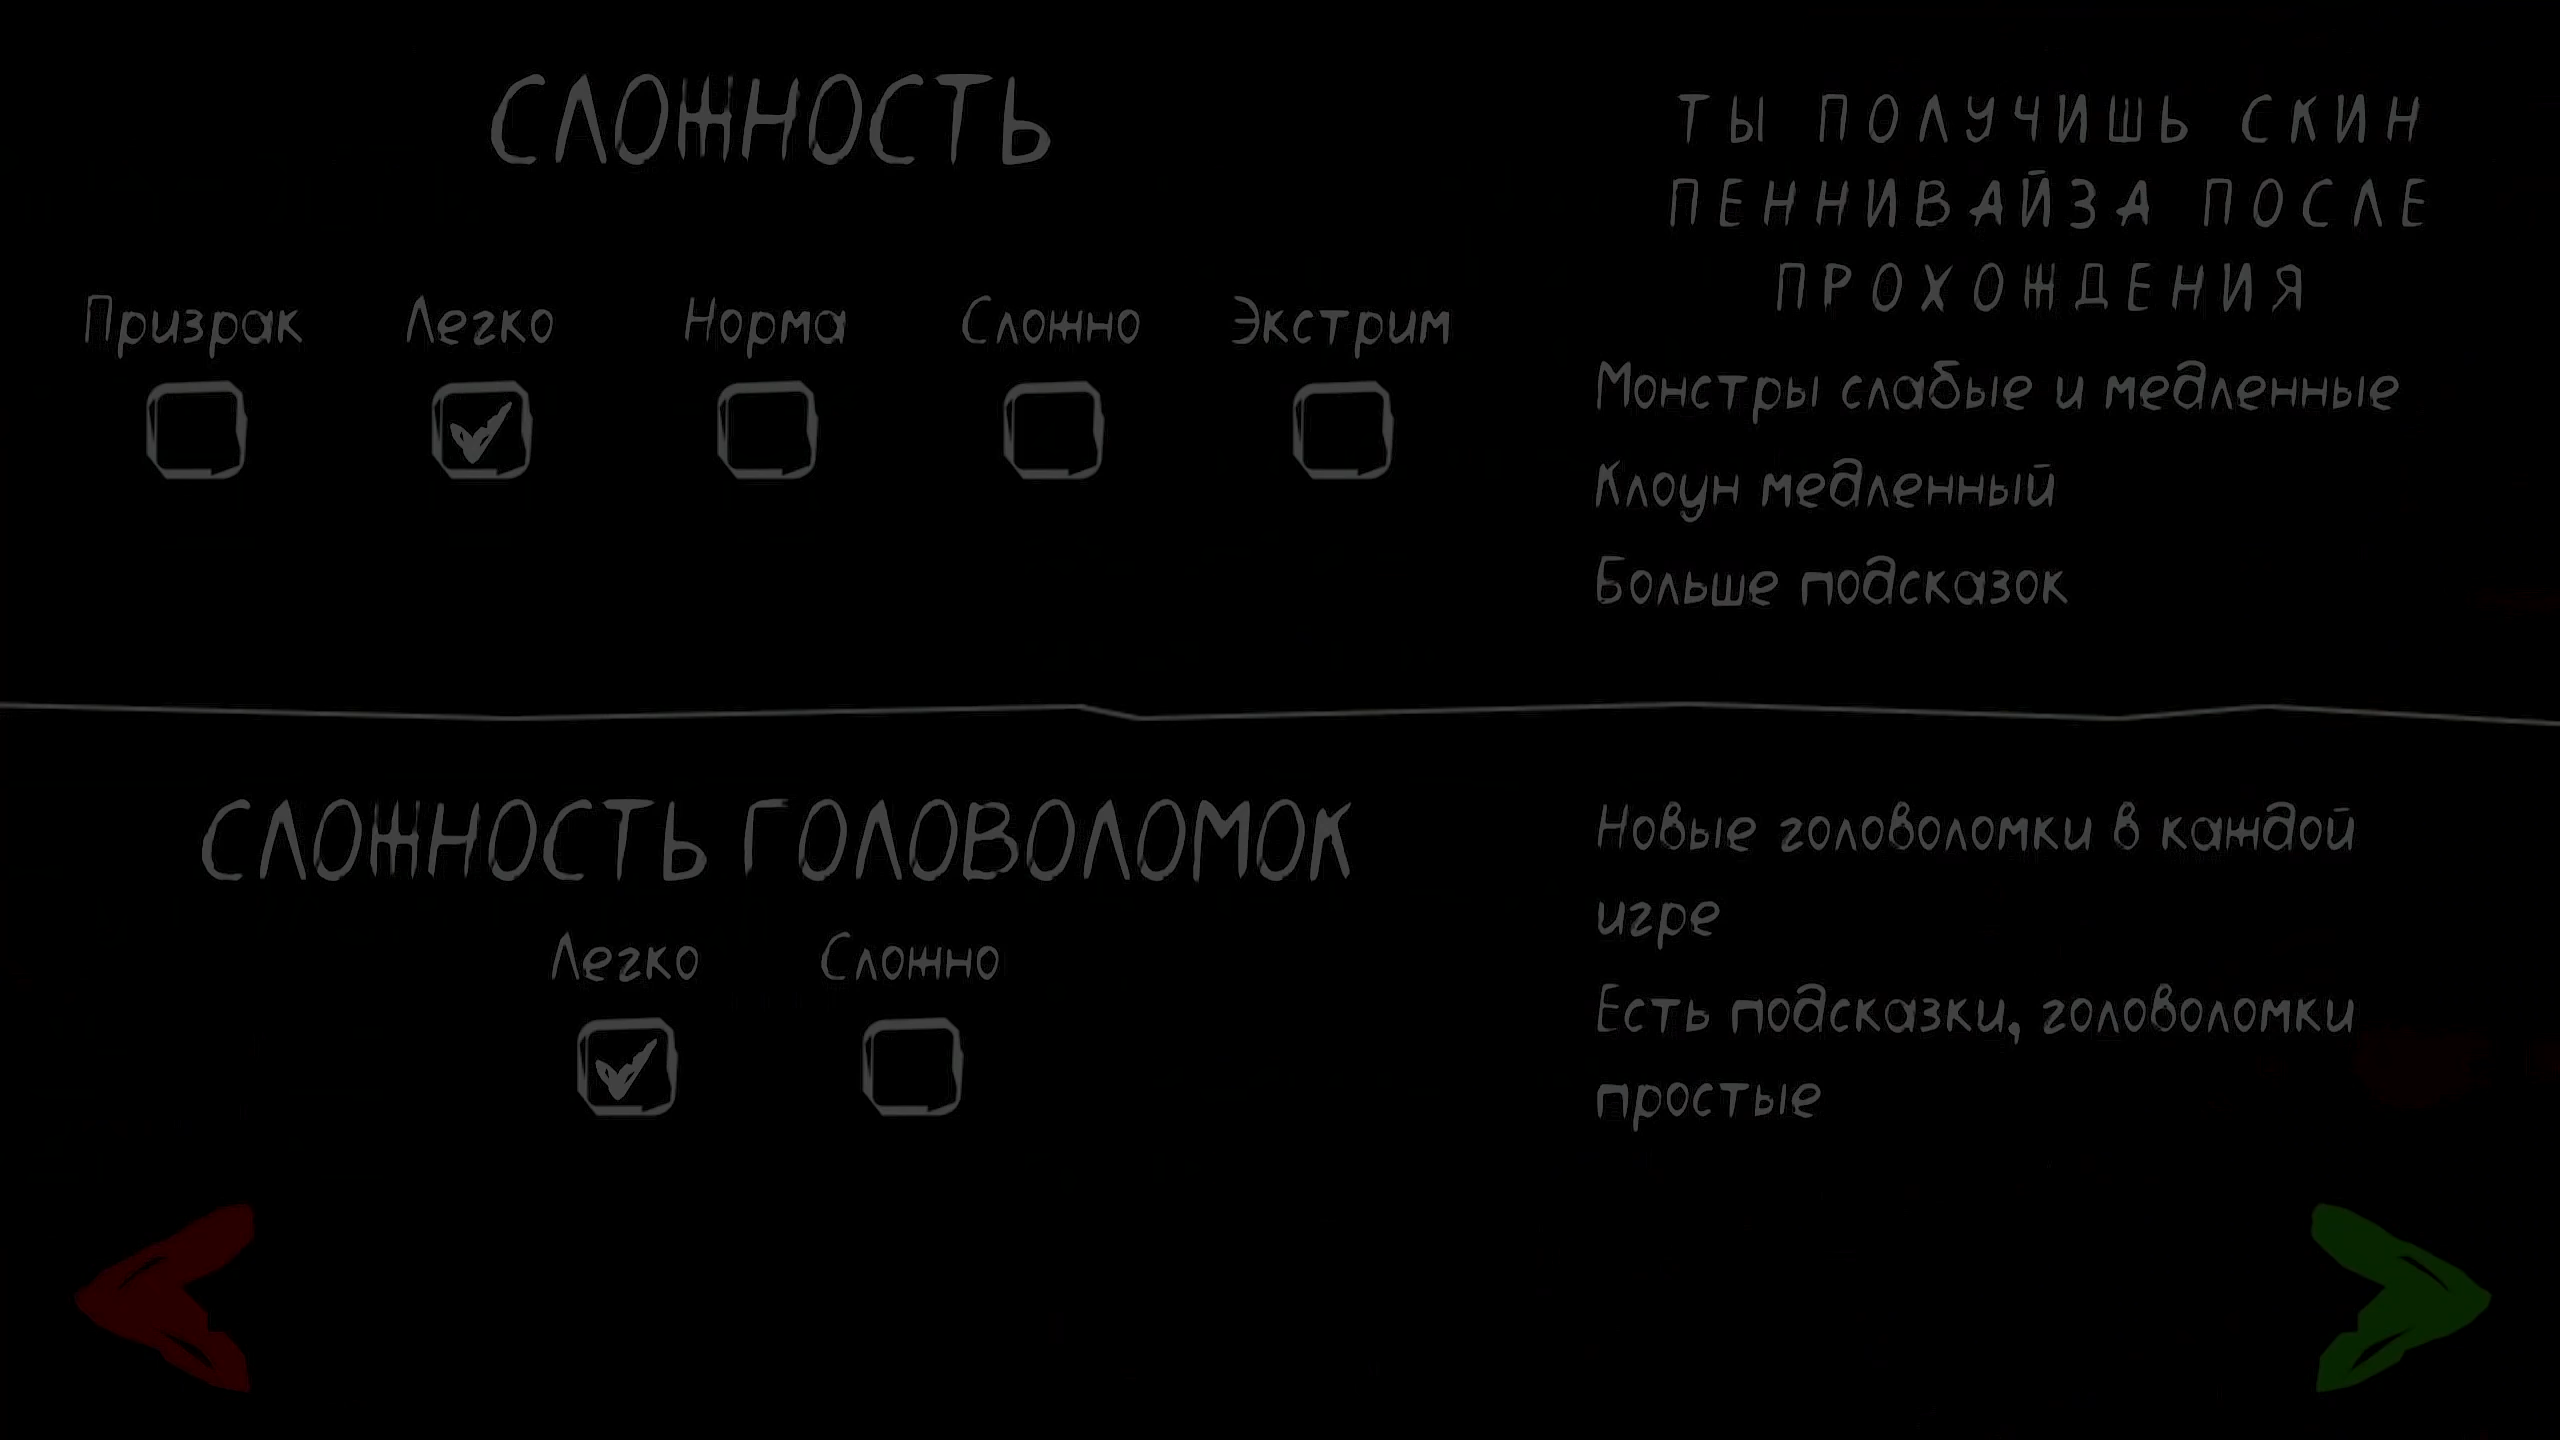 СЛОЖНОСТЬ
Призрак Легко Норма Сложно Экстрим
ТЫ ПОЛУЧИШЬ СКИН
ПЕННИВАЙЗА ПОСЛЕ
ПРОХОЖДЕНИЯ
Монстры слабые и медленные
Клоун медленный
Больше подсказок
СЛОЖНОСТЬ ГОЛОВОЛОМОК
Легко Сложно
Новые головоломки в каждой
игре
Есть подсказки, головоломки
простые